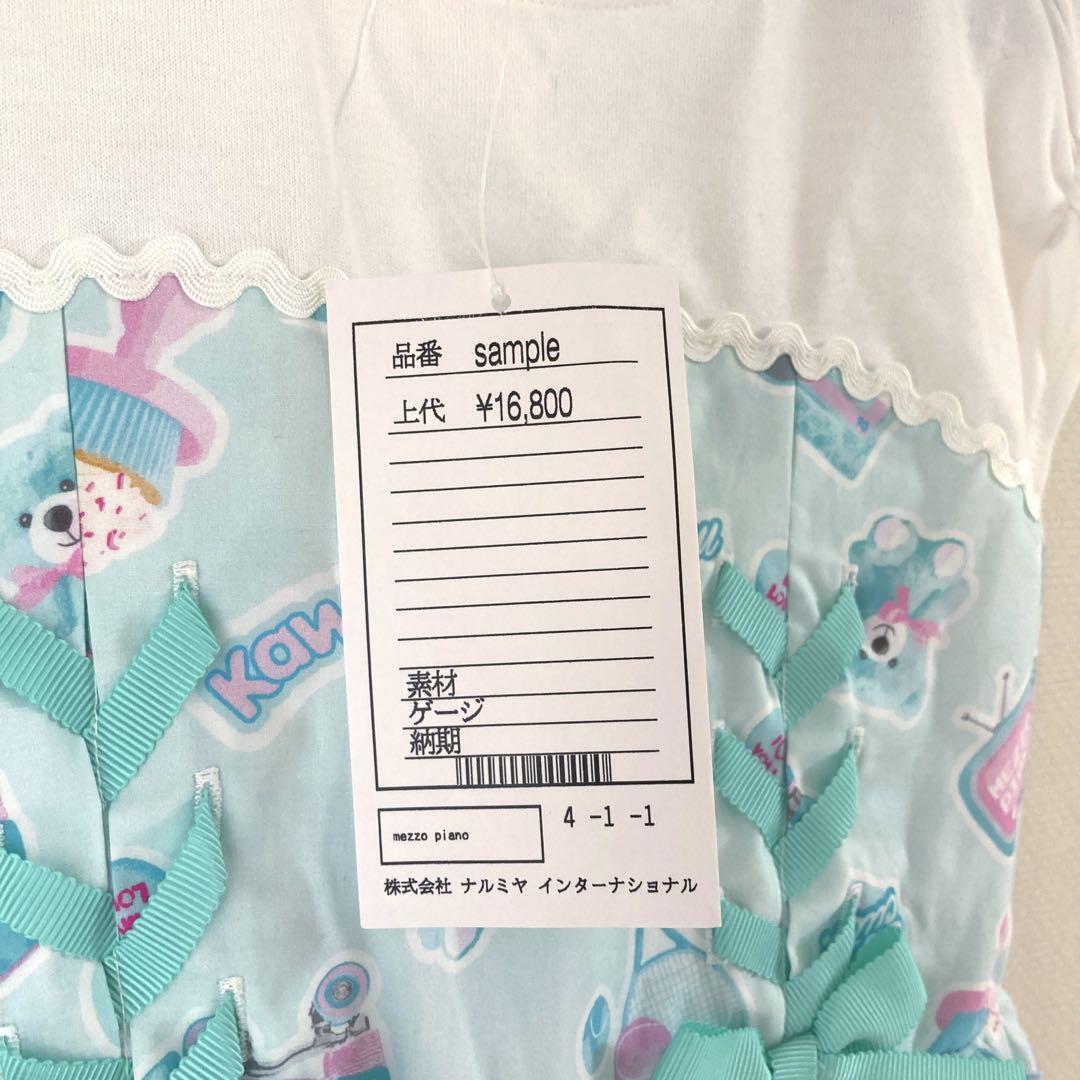 品番 sample
上代 ¥16,800
素材
ゲージ
納期
mezzo piano
4 -1 -1
株式会社 ナルミヤ インターナショナル
Kaw